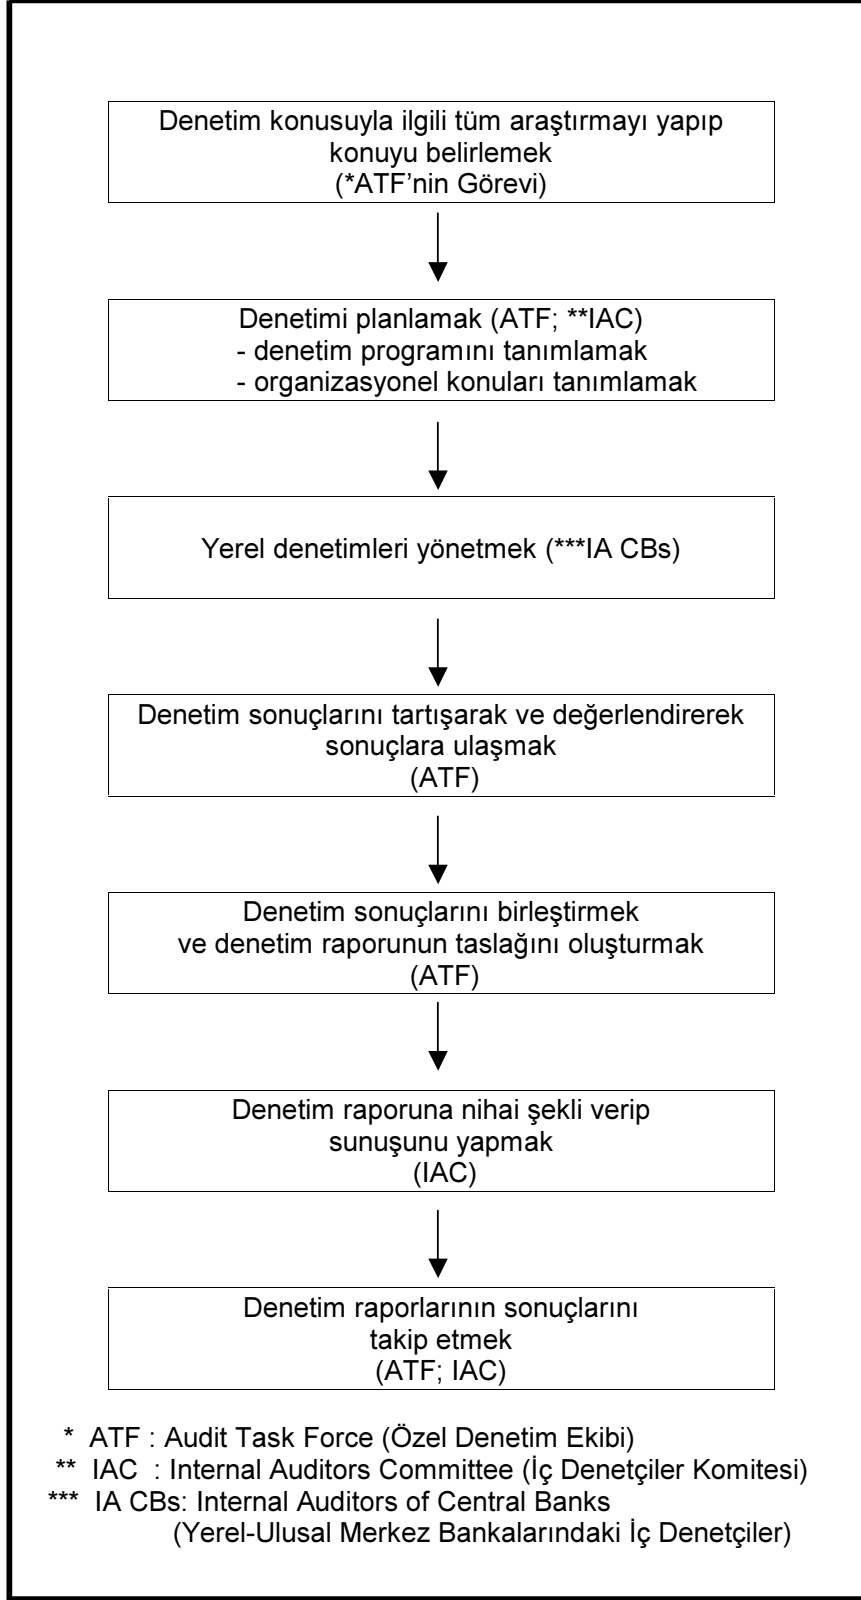 Denetim konusuyla ilgili tüm araştırmayı yapıp
konuyu belirlemek
(*ATF’nin Görevi)
Denetimi planlamak (ATF; **IAC)
- denetim programını tanımlamak
- organizasyonel konuları tanımlamak
Yerel denetimleri yönetmek (***IA CBs)
Denetim sonuçlarını tartışarak ve değerlendirerek
sonuçlara ulaşmak
(ATF)
Denetim sonuçlarını birleştirmek
ve denetim raporunun taslağını oluşturmak
(ATF)
Denetim raporuna nihai şekli verip
sunuşunu yapmak
(IAC)
Denetim raporlarının sonuçlarını
takip etmek
(ATF; IAC)
* ATF : Audit Task Force (Özel Denetim Ekibi)
** IAC : Internal Auditors Committee (İç Denetçiler Komitesi)
*** IA CBs: Internal Auditors of Central Banks
(Yerel-Ulusal Merkez Bankalarındaki İç Denetçiler)